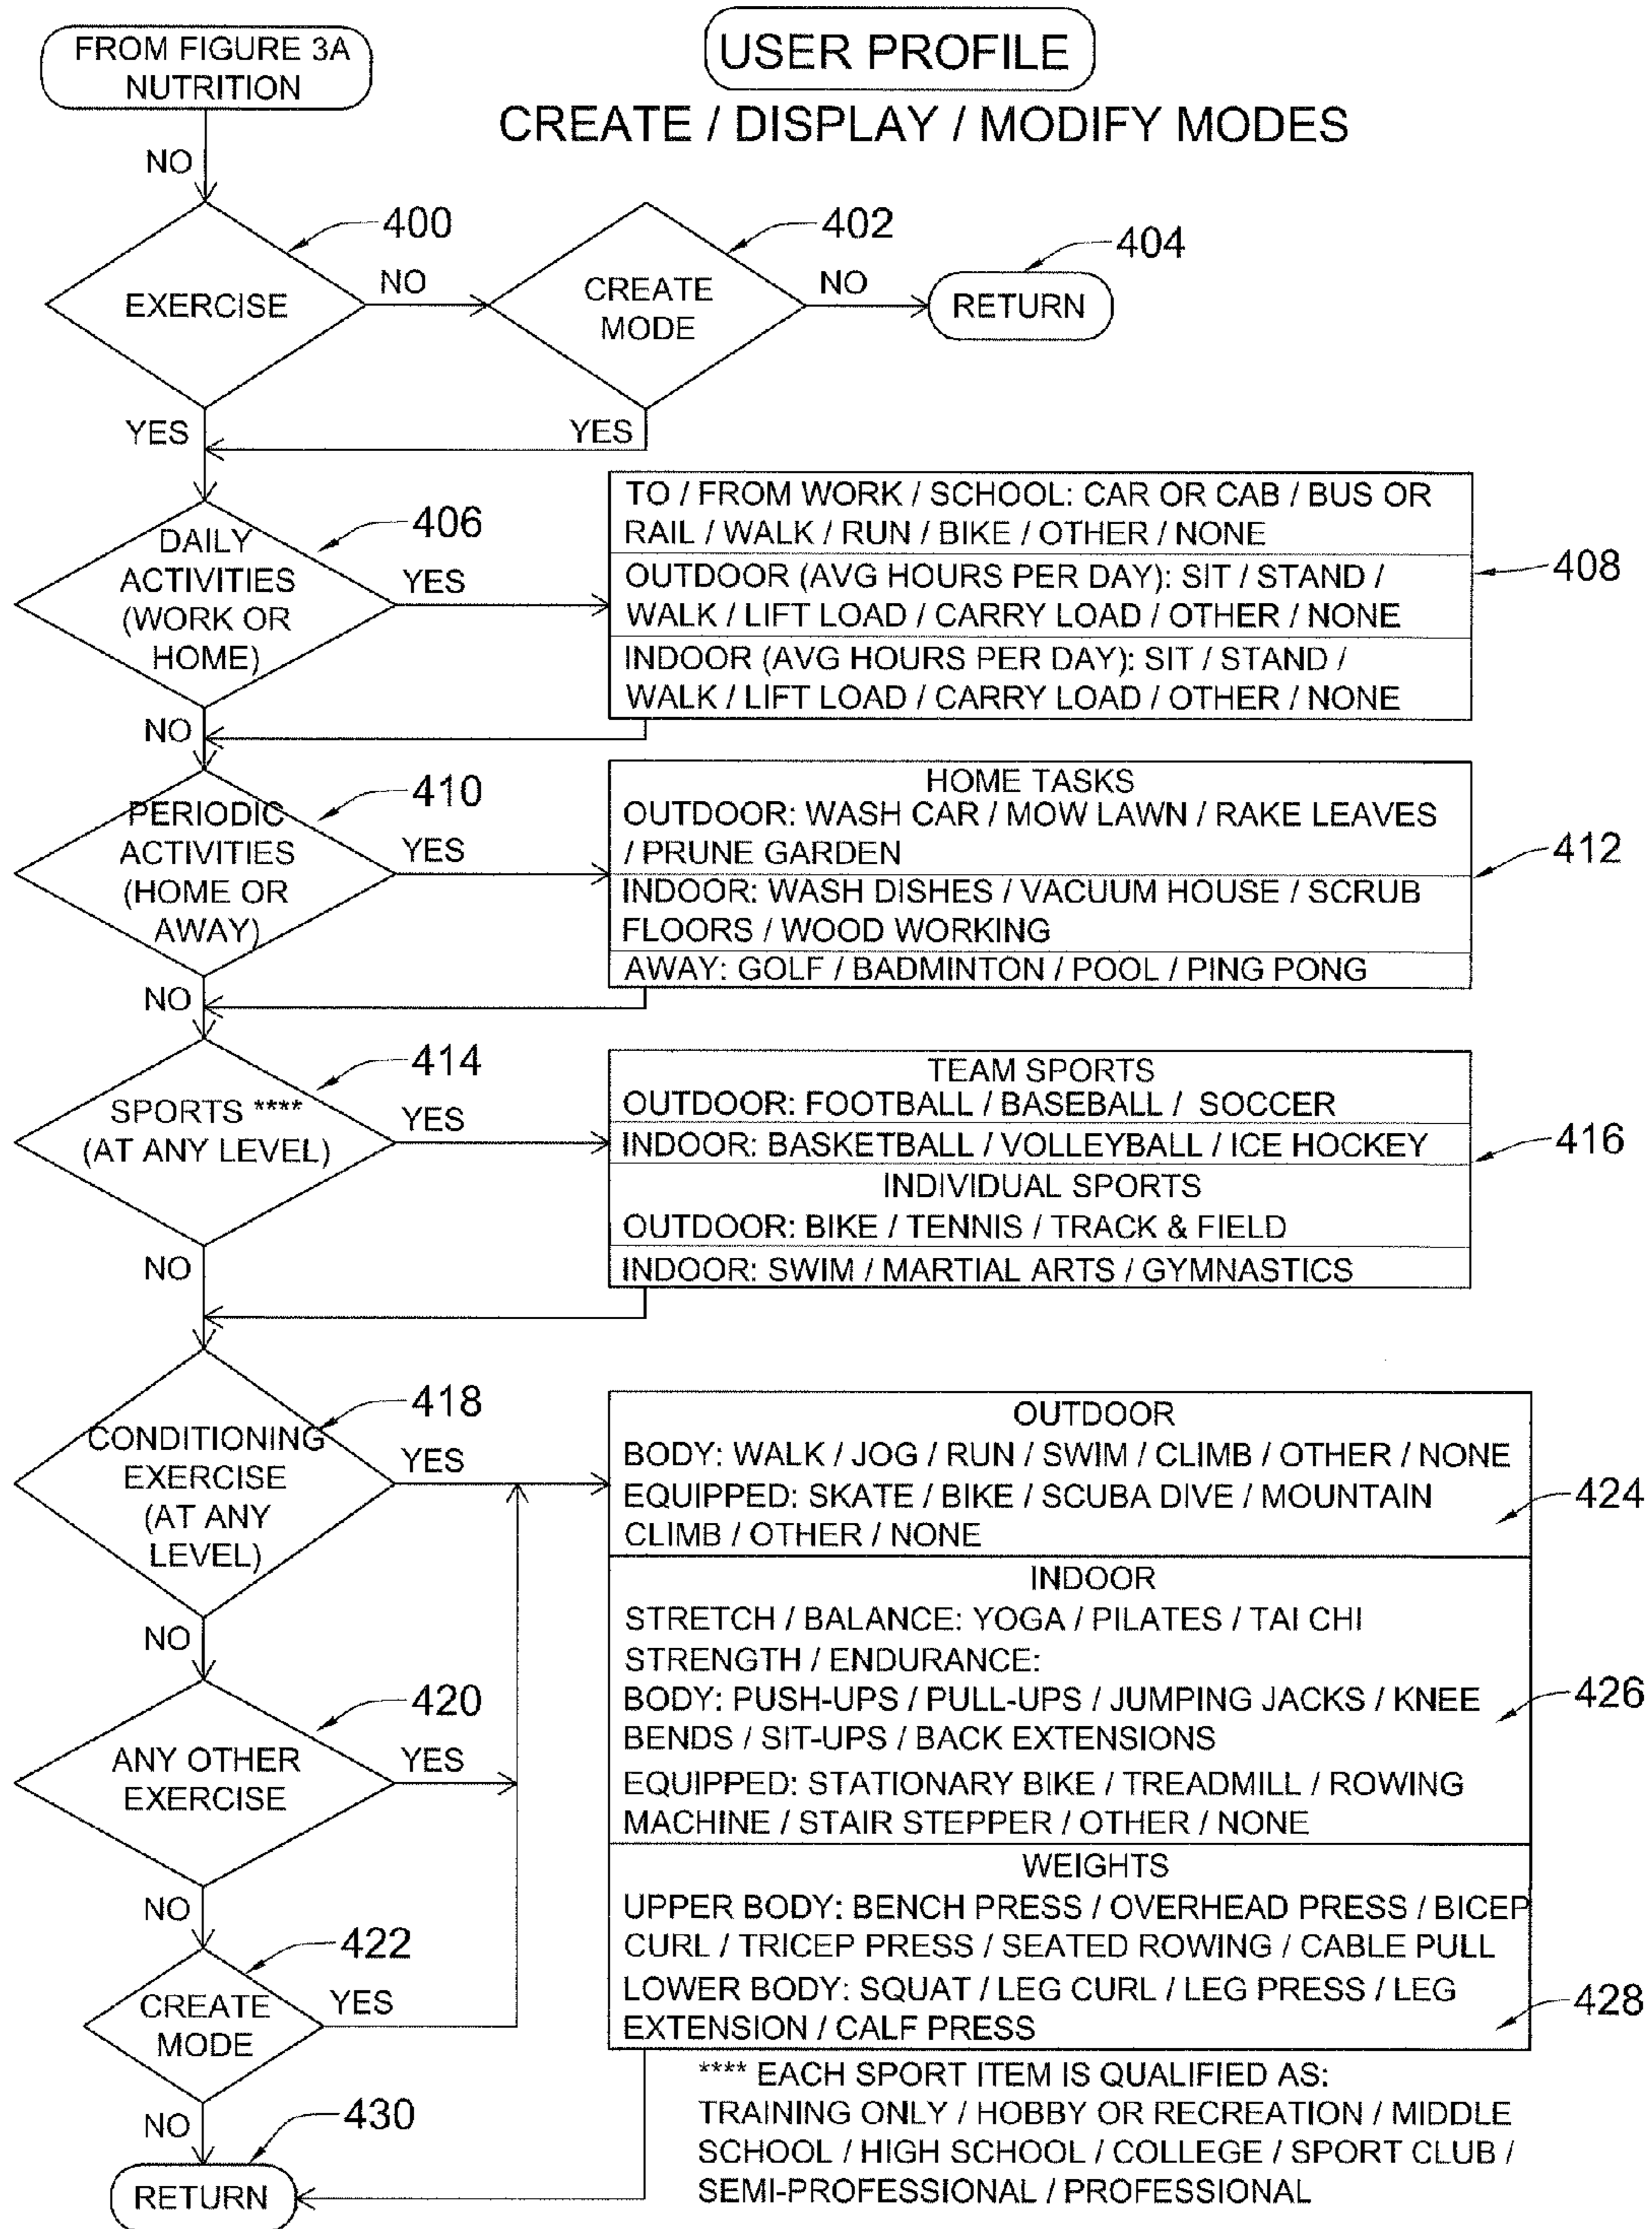 FROM FIGURE 3A
NUTRITION
USER PROFILE
CREATE / DISPLAY / MODIFY MODES
NO
400
402
404
EXERCISE
NO
CREATE
MODE
NO
RETURN
YES
YES
406
DAILY
ACTIVITIES
(WORK OR
HOME)
YES
TO / FROM WORK / SCHOOL: CAR OR CAB / BUS OR
RAIL / WALK / RUN / BIKE / OTHER / NONE
OUTDOOR (AVG HOURS PER DAY): SIT / STAND /
WALK / LIFT LOAD / CARRY LOAD / OTHER / NONE
INDOOR (AVG HOURS PER DAY): SIT / STAND /
WALK / LIFT LOAD / CARRY LOAD / OTHER / NONE
408
NO
410
PERIODIC
ACTIVITIES
(HOME OR
AWAY)
YES
HOME TASKS
OUTDOOR: WASH CAR / MOW LAWN / RAKE LEAVES
/ PRUNE GARDEN
INDOOR: WASH DISHES / VACUUM HOUSE / SCRUB
FLOORS / WOOD WORKING
AWAY: GOLF / BADMINTON / POOL / PING PONG
412
NO
414
SPORTS ****
(AT ANY LEVEL)
YES
TEAM SPORTS
OUTDOOR: FOOTBALL / BASEBALL / SOCCER
INDOOR: BASKETBALL / VOLLEYBALL / ICE HOCKEY
INDIVIDUAL SPORTS
OUTDOOR: BIKE / TENNIS / TRACK & FIELD
INDOOR: SWIM / MARTIAL ARTS / GYMNASTICS
416
NO
418
CONDITIONING
EXERCISE
(AT ANY
LEVEL)
YES
OUTDOOR
BODY: WALK / JOG / RUN / SWIM / CLIMB / OTHER / NONE
EQUIPPED: SKATE / BIKE / SCUBA DIVE / MOUNTAIN
CLIMB / OTHER / NONE
424
INDOOR
STRETCH / BALANCE: YOGA / PILATES / TAI CHI
STRENGTH / ENDURANCE:
BODY: PUSH-UPS / PULL-UPS / JUMPING JACKS / KNEE
BENDS / SIT-UPS / BACK EXTENSIONS
EQUIPPED: STATIONARY BIKE / TREADMILL / ROWING
MACHINE / STAIR STEPPER / OTHER / NONE
426
NO
420
ANY OTHER
EXERCISE
YES
WEIGHTS
UPPER BODY: BENCH PRESS / OVERHEAD PRESS / BICEP
CURL / TRICEP PRESS / SEATED ROWING / CABLE PULL
LOWER BODY: SQUAT / LEG CURL / LEG PRESS / LEG
EXTENSION / CALF PRESS
428
NO
422
CREATE
MODE
YES
NO
430
RETURN
**** EACH SPORT ITEM IS QUALIFIED AS:
TRAINING ONLY / HOBBY OR RECREATION / MIDDLE
SCHOOL / HIGH SCHOOL / COLLEGE / SPORT CLUB /
SEMI-PROFESSIONAL / PROFESSIONAL